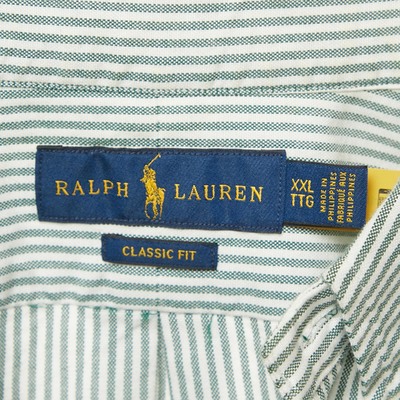 RALPH LAUREN
XXL
TTG
MADE IN
PHILIPPINES
FABRIQUÉ AUX
PHILIPPINES
CLASSIC FIT